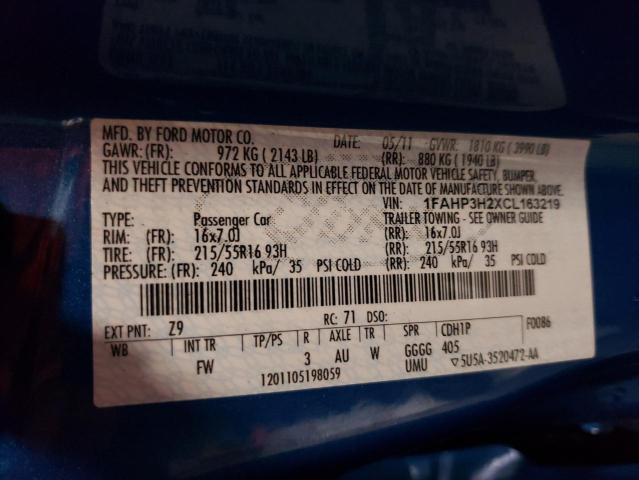 MFD. BY FORD MOTOR CO. DATE: 05/11 GVWR: 1810 KG ( 3990 LB)
GAWR: (FR): 972 KG ( 2143 LB) (RR): 880 KG ( 1940 LB)
THIS VEHICLE CONFORMS TO ALL APPLICABLE FEDERAL MOTOR VEHICLE SAFETY, BUMPER,
AND THEFT PREVENTION STANDARDS IN EFFECT ON THE DATE OF MANUFACTURE SHOWN ABOVE.
VIN: 1FAHP3H2XCL163219
TYPE: Passenger Car TRAILER TOWING - SEE OWNER GUIDE
RIM: (FR): 16x7.0J (RR): 16x7.0J
TIRE: (FR): 215/55R16 93H (RR): 215/55R16 93H
PRESSURE: (FR): 240 kPa/ 35 PSI COLD (RR): 240 kPa/ 35 PSI COLD
EXT PNT: Z9 RC: 71 DSO: F0086
WB INT TR TP/PS R AXLE TR SPR CDH1P
FW 3 AU W GGGG 405
1201105198059 UMU ▽5U5A-3520472-AA